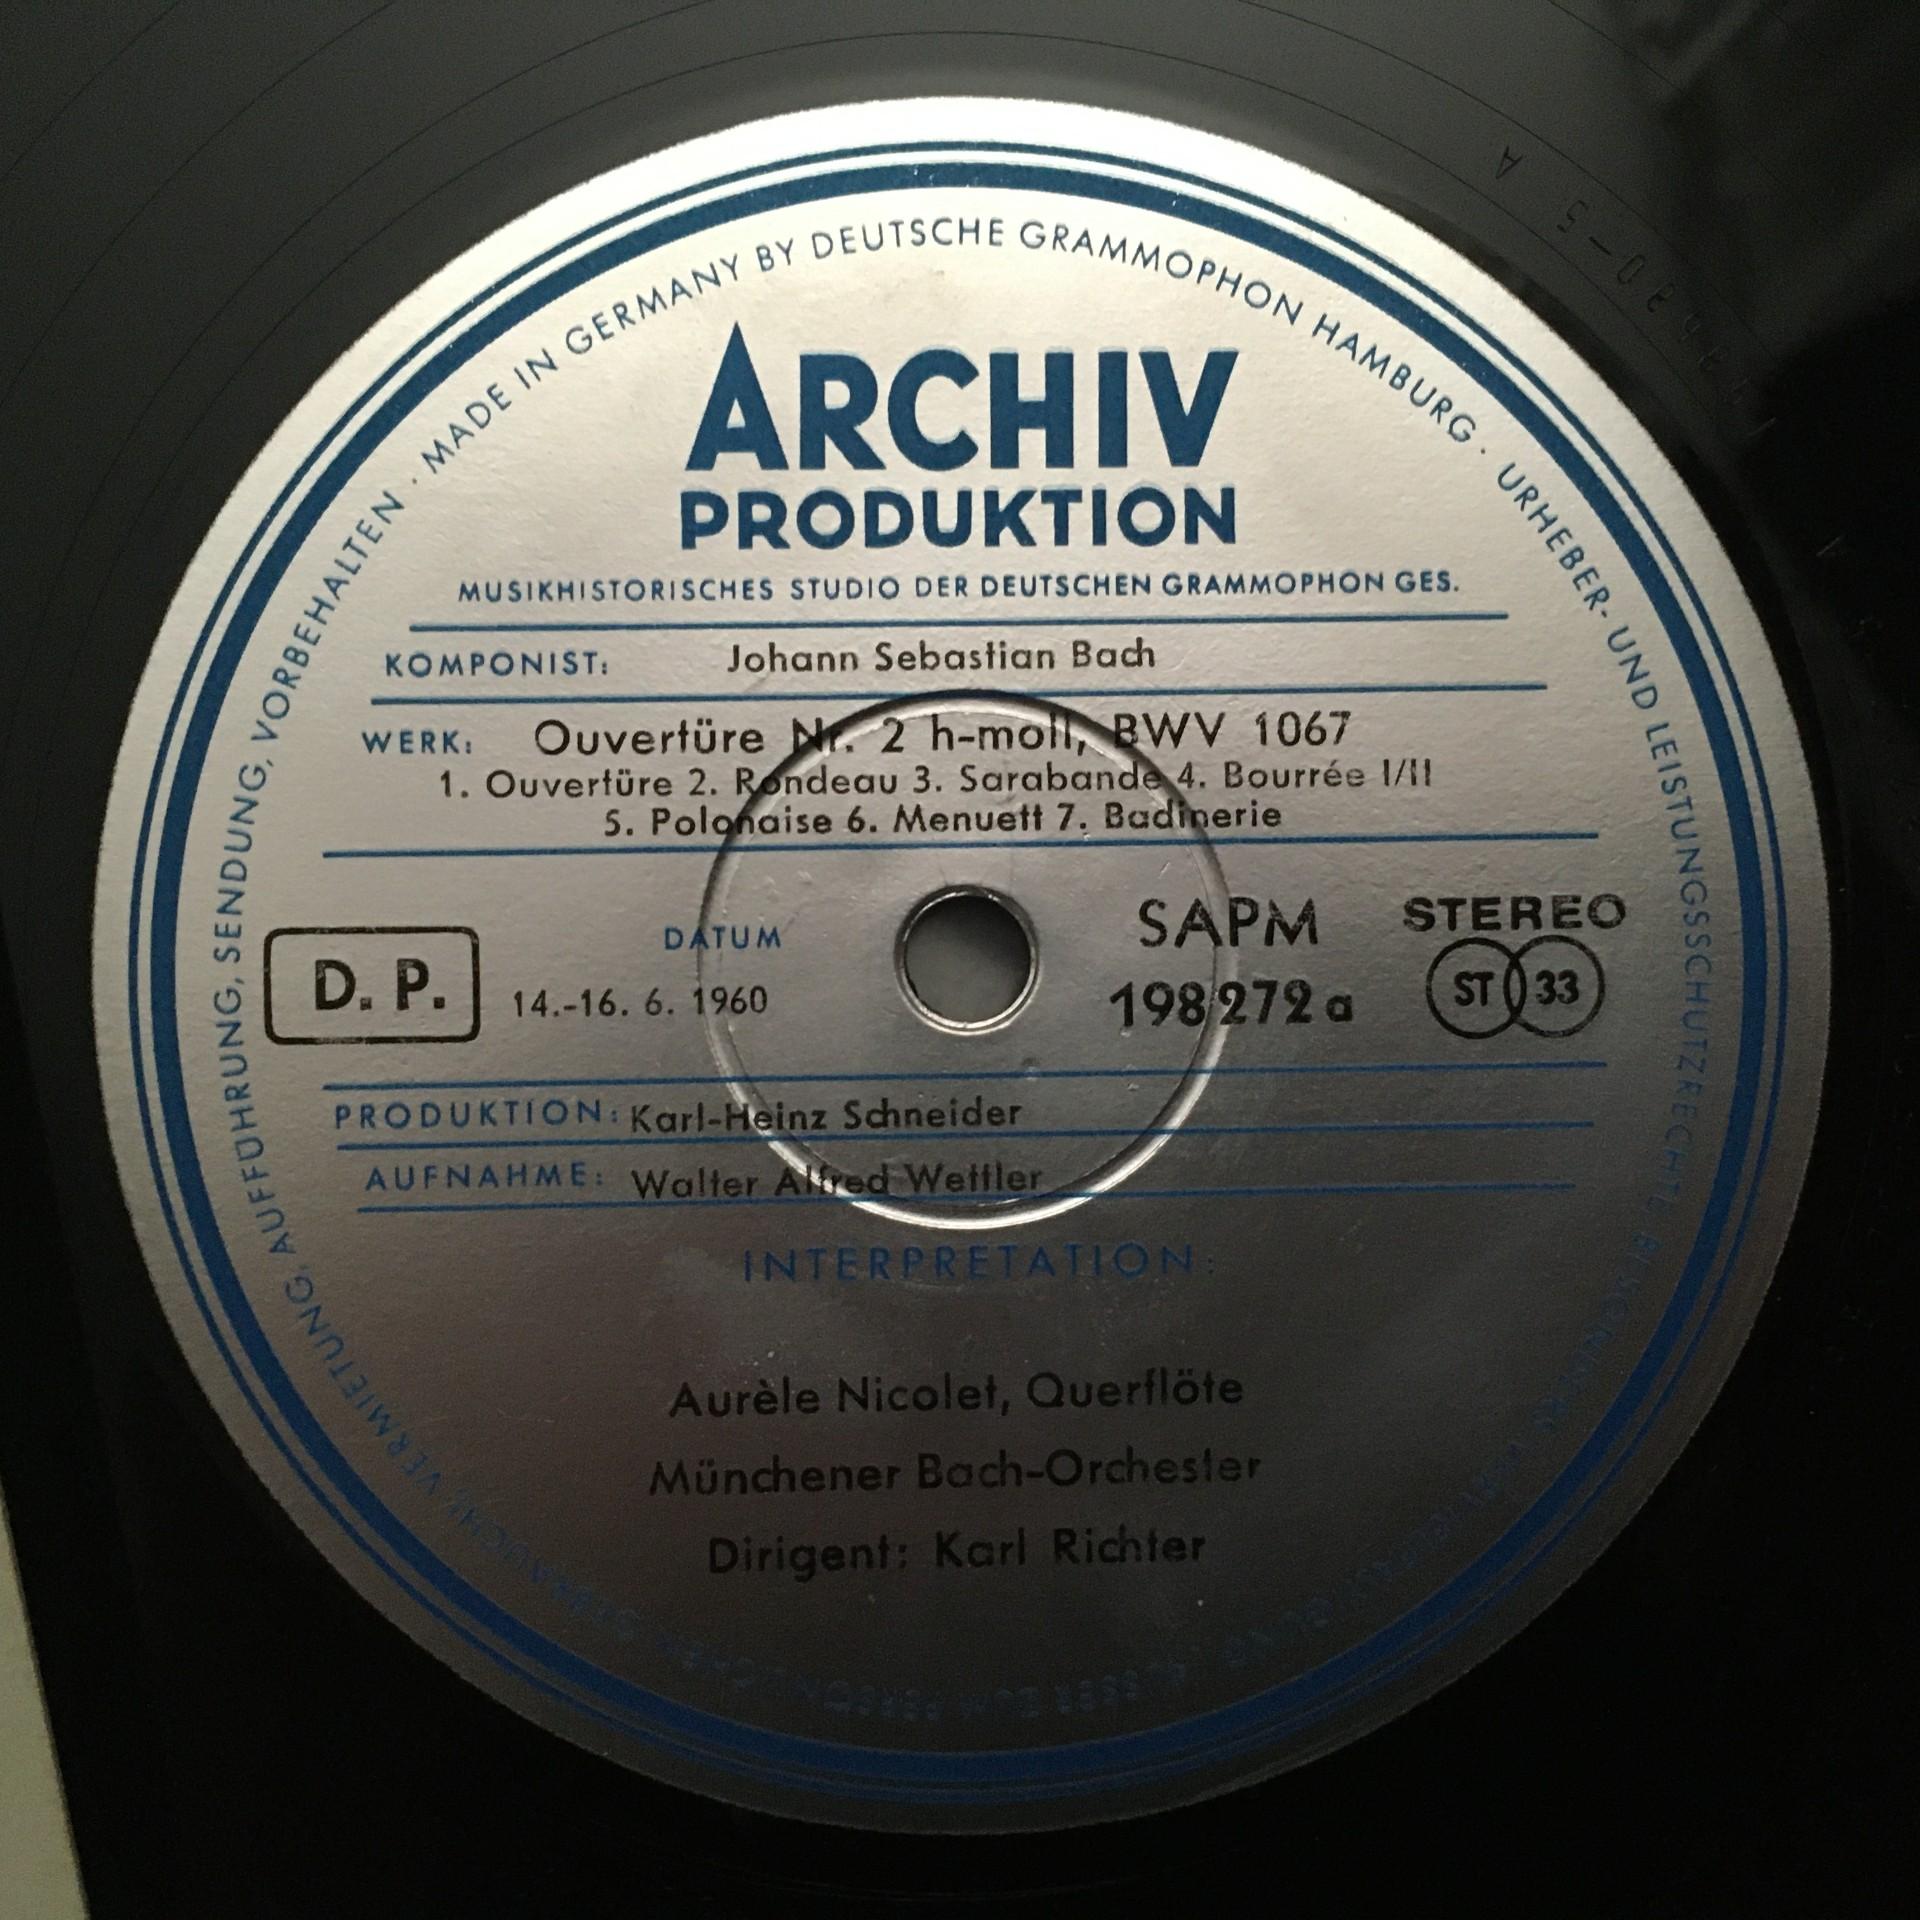 MADE IN GERMANY BY DEUTSCHE GRAMMOPHON HAMBURG · URHEBER- UND LEISTUNGSSCHUTZRECHTE
GEBRAUCH! VERMIETUNG, AUFFÜHRUNG, SENDUNG, VORBEHALTEN ·
ARCHIV
PRODUKTION
MUSIKHISTORISCHES STUDIO DER DEUTSCHEN GRAMMOPHON GES.
KOMPONIST: Johann Sebastian Bach
WERK: Ouvertüre Nr. 2 h-moll, BWV 1067
1. Ouvertüre 2. Rondeau 3. Sarabande 4. Bourrée I/II
5. Polonaise 6. Menuett 7. Badinerie
D. P.
DATUM
14.-16. 6. 1960
SAPM
198 272 a
STEREO
ST 33
PRODUKTION: Karl-Heinz Schneider
AUFNAHME: Walter Alfred Wettler
INTERPRETATION:
Aurèle Nicolet, Querflöte
Münchener Bach-Orchester
Dirigent: Karl Richter